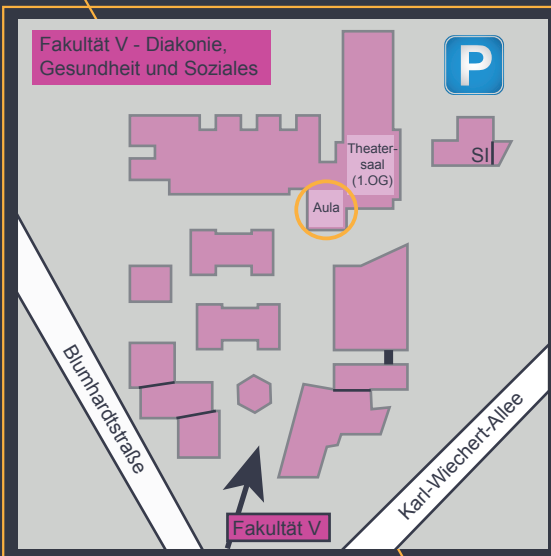 Fakultät V - Diakonie,
Gesundheit und Soziales
P
Theater-
saal
(1.OG)
SI
Aula
Blumhardtstraße
Karl-Wiechert-Allee
Fakultät V